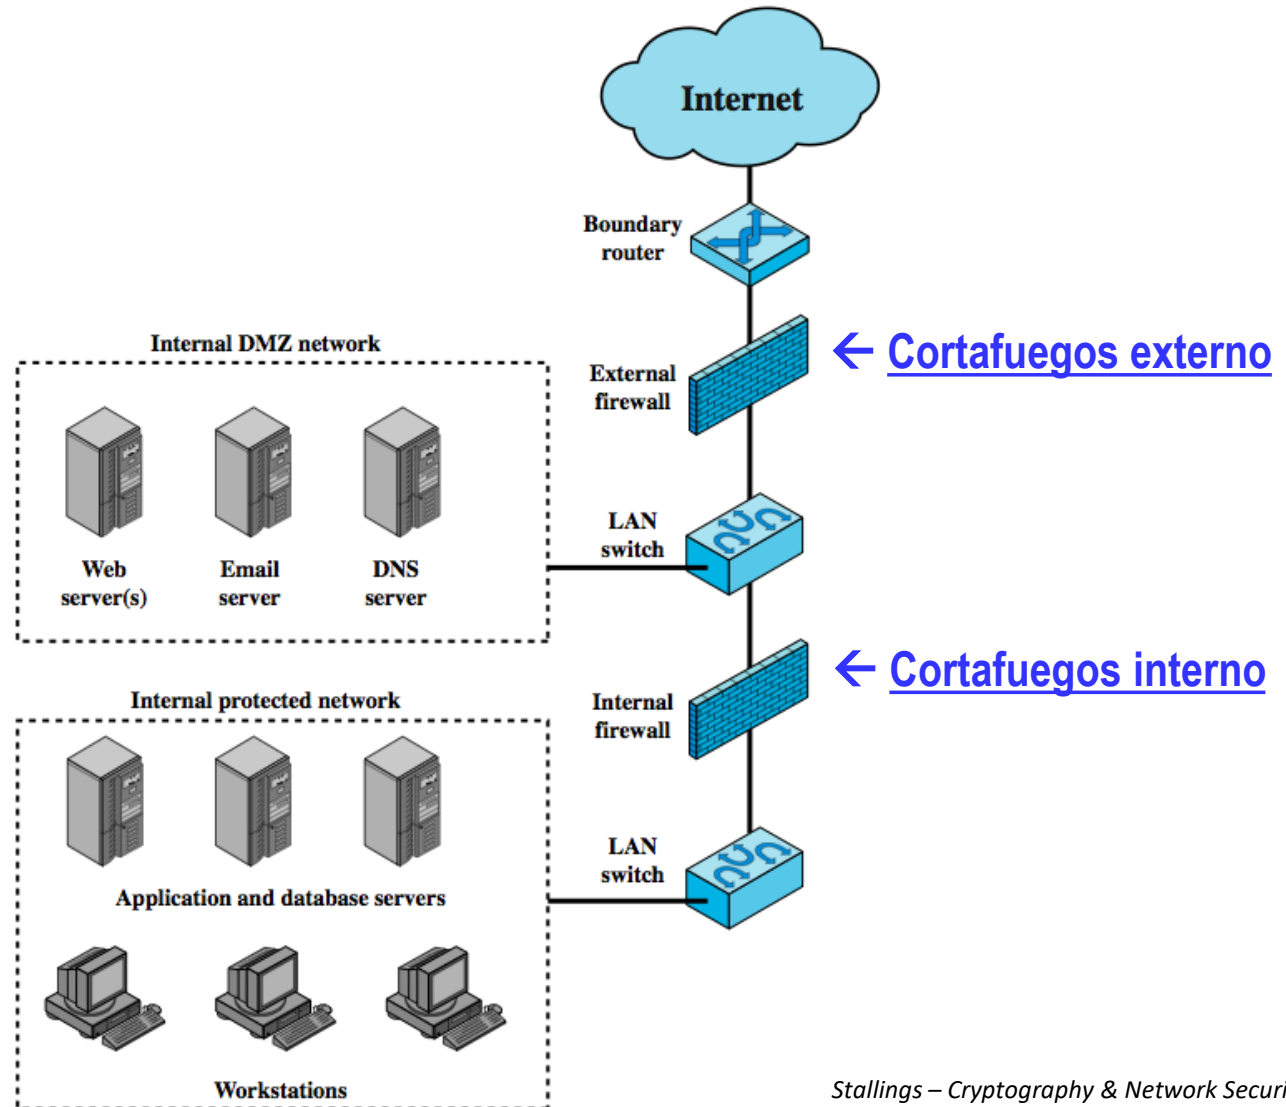 Internet
Boundary
router
← Cortafuegos externo
External
firewall
Internal DMZ network
Web
server(s)
Email
server
DNS
server
LAN
switch
← Cortafuegos interno
Internal
firewall
Internal protected network
Application and database servers
LAN
switch
Workstations
Stallings – Cryptography & Network Securi